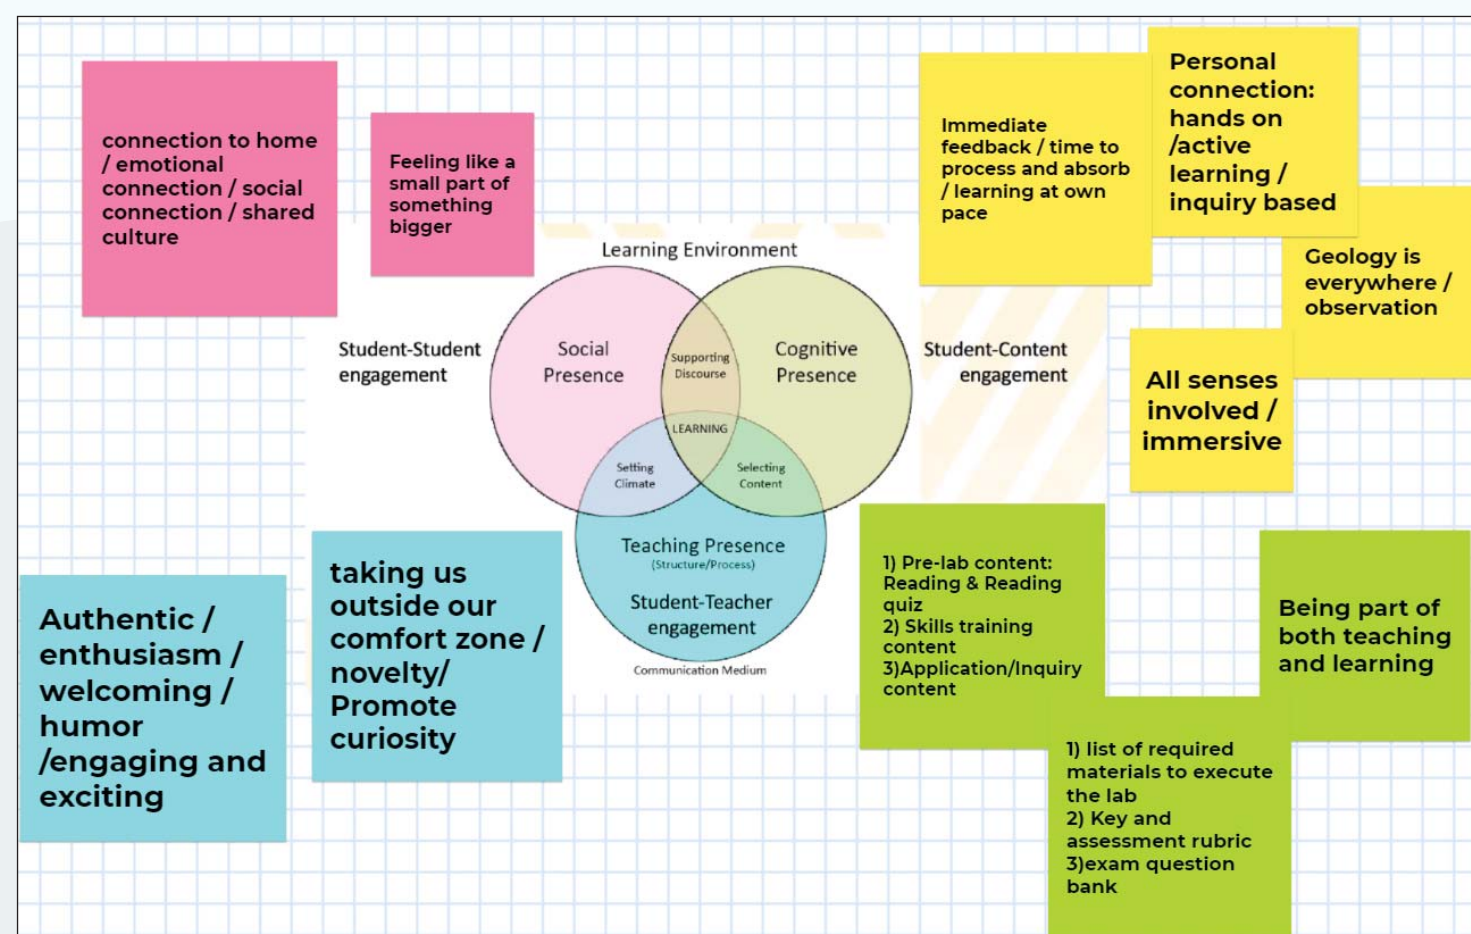 connection to home
/ emotional
connection / social
connection / shared
culture
Feeling like a
small part of
something
bigger
Immediate
feedback / time to
process and absorb
/ learning at own
pace
Personal
connection:
hands on
/active
learning /
inquiry based
Geology is
everywhere /
observation
All senses
involved /
immersive
Learning Environment
Student-Student
engagement
Social
Presence
Supporting
Discourse
Cognitive
Presence
Student-Content
engagement
LEARNING
Setting
Climate
Selecting
Content
Teaching Presence
(Structure/Process)
Student-Teacher
engagement
Communication Medium
Authentic /
enthusiasm /
welcoming /
humor
/engaging and
exciting
taking us
outside our
comfort zone /
novelty/
Promote
curiosity
1) Pre-lab content:
Reading & Reading
quiz
2) Skills training
content
3)Application/Inquiry
content
Being part of
both teaching
and learning
1) list of required
materials to execute
the lab
2) Key and
assessment rubric
3)exam question
bank